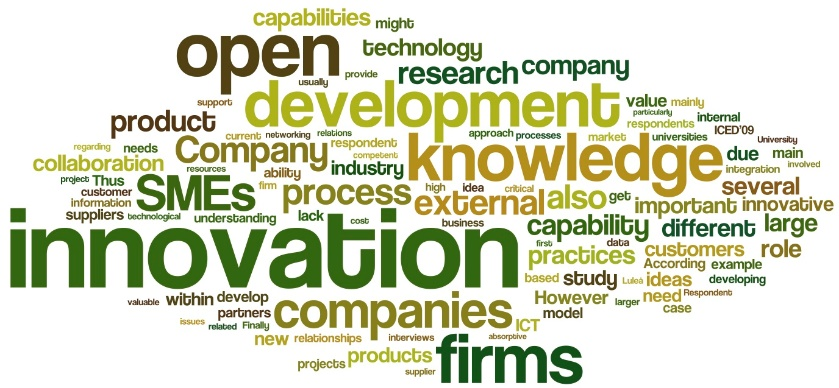 capabilities might
open technology
usually provide research company
support development value mainly
particularly
product respondents internal
current networking relations approach processes market universities ICED'09
regarding needs Company respondent knowledge due main University
collaboration resources ability industry competent integration involved
project Thus SMEs firm process high idea critical also get several
customer external important innovative
information
suppliers technological understanding lack cost business capability different large
innovation first data
practices customers role
According example
based study Luleå ideas developing
valuable within develop companies However larger need Respondent
partners model case
issues related Finally ICT
new relationships interviews absorptive
projects products firms
supplier